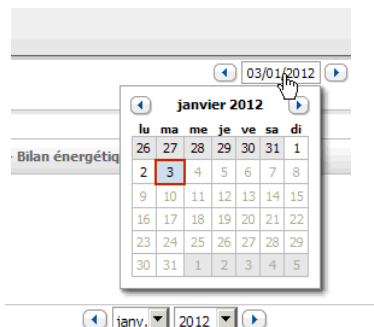 03/01/2012
janvier 2012
lu ma me je ve sa di
26 27 28 29 30 31 1
2 3 4 5 6 7 8
Bilan énergétiq
9 10 11 12 13 14 15
16 17 18 19 20 21 22
23 24 25 26 27 28 29
30 31 1 2 3 4 5
janv. 2012